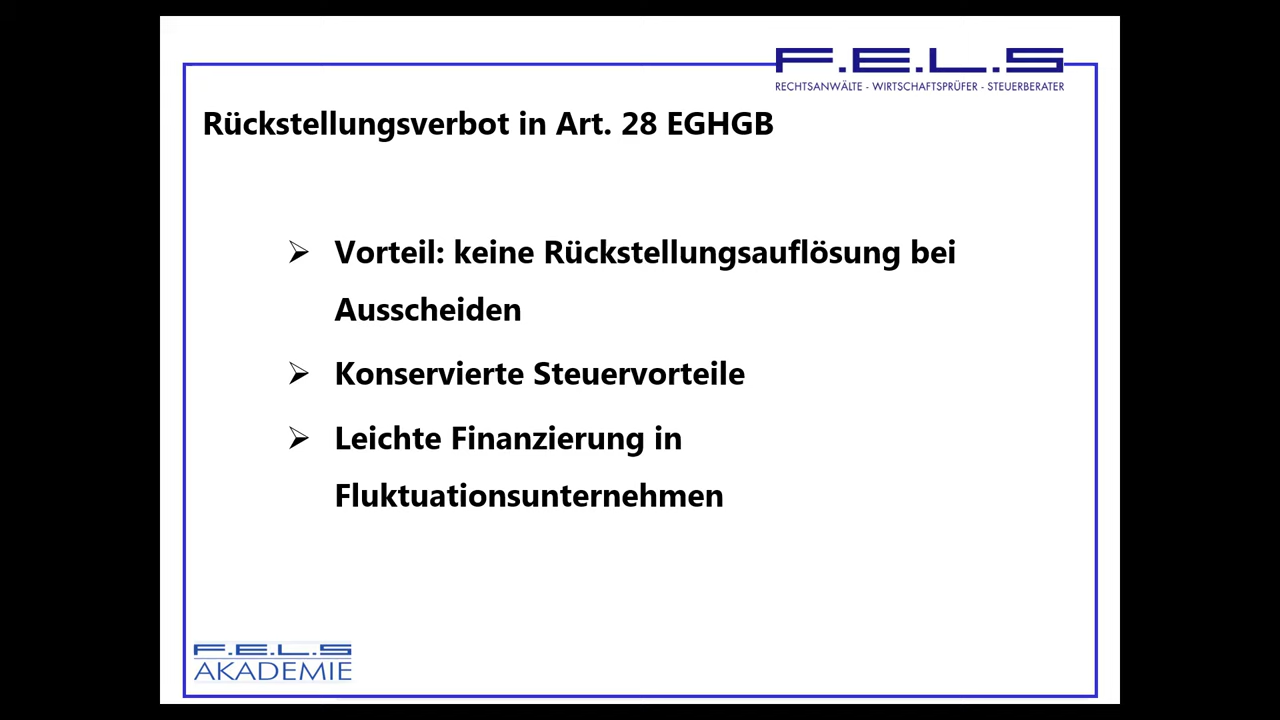 F.E.L.S
RECHTSANWÄLTE - WIRTSCHAFTSPRÜFER - STEUERBERATER
Rückstellungsverbot in Art. 28 EGHGB
➢ Vorteil: keine Rückstellungsauflösung bei
Ausscheiden
➢ Konservierte Steuervorteile
➢ Leichte Finanzierung in
Fluktuationsunternehmen
F.E.L.S
AKADEMIE